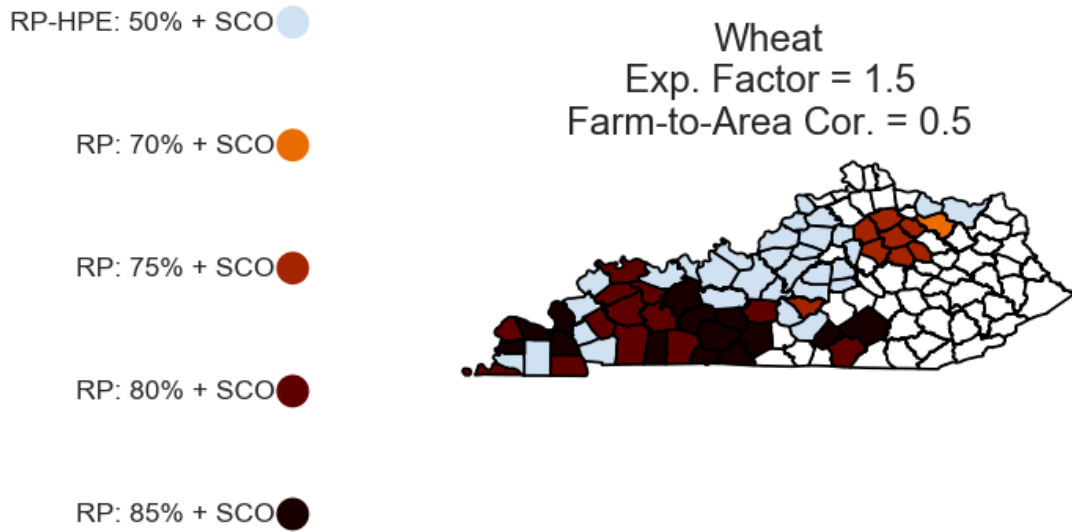 RP-HPE: 50% + SCO
Wheat
Exp. Factor = 1.5
Farm-to-Area Cor. = 0.5
RP: 70% + SCO
RP: 75% + SCO
RP: 80% + SCO
RP: 85% + SCO